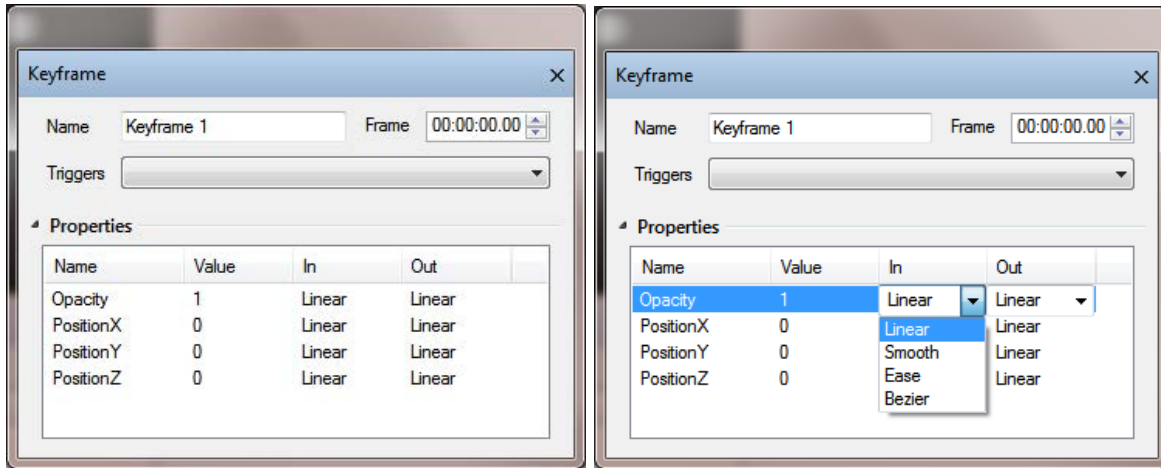 Keyframe
Name Keyframe 1 Frame 00:00:00.00
Triggers
Properties
Name Value In Out
Opacity 1 Linear Linear
PositionX 0 Linear Linear
PositionY 0 Linear Linear
PositionZ 0 Linear Linear
Keyframe
Name Keyframe 1 Frame 00:00:00.00
Triggers
Properties
Name Value In Out
Opacity 1 Linear Linear
PositionX 0 Linear Linear
PositionY 0 Smooth Linear
PositionZ 0 Ease Linear
Bezier